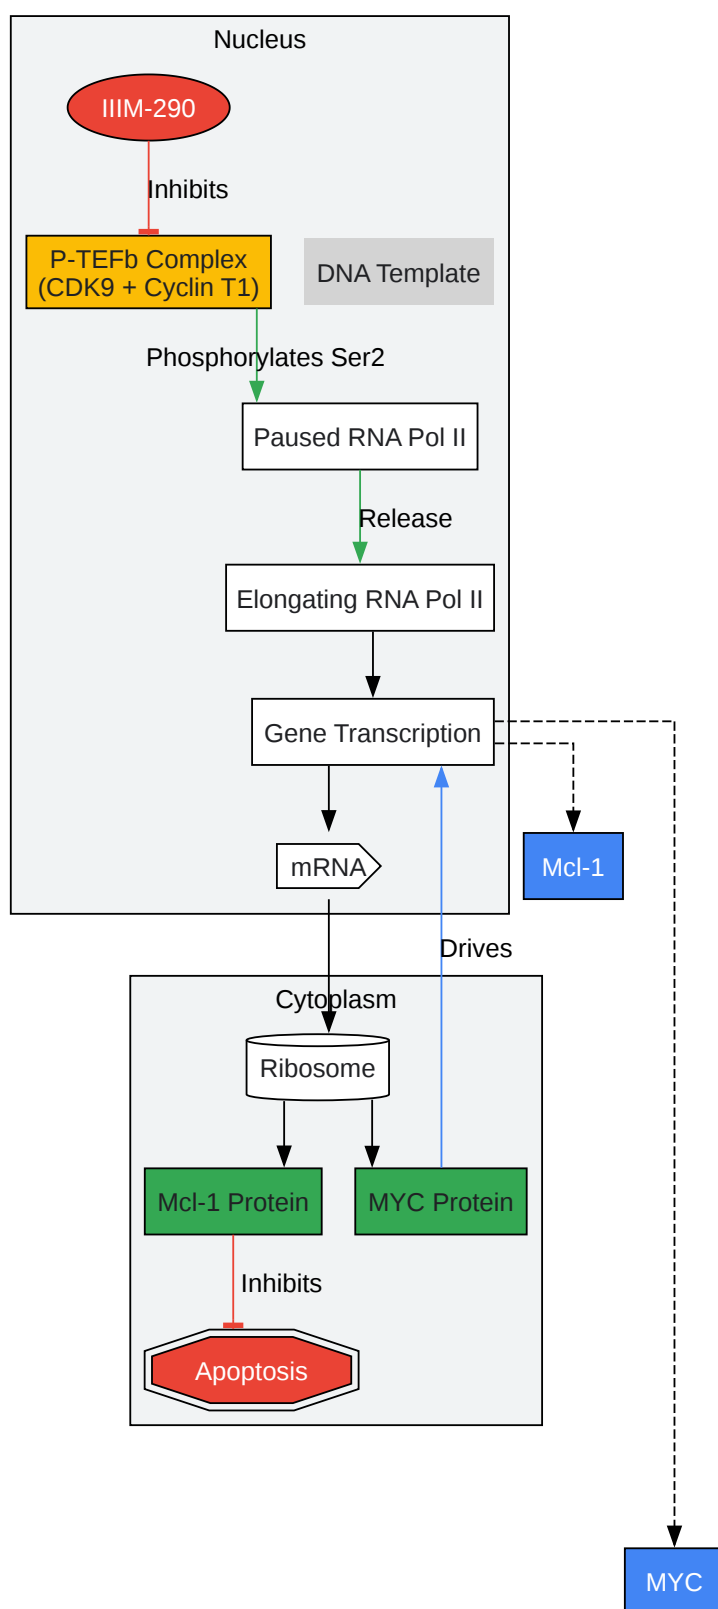 Nucleus
IIIM-290
Inhibits
P-TEFb Complex
(CDK9 + Cyclin T1)
DNA Template
Phosphorylates Ser2
Paused RNA Pol II
Release
Elongating RNA Pol II
Gene Transcription
mRNA
Mcl-1
Drives
Cytoplasm
Ribosome
Mcl-1 Protein
MYC Protein
Inhibits
Apoptosis
MYC